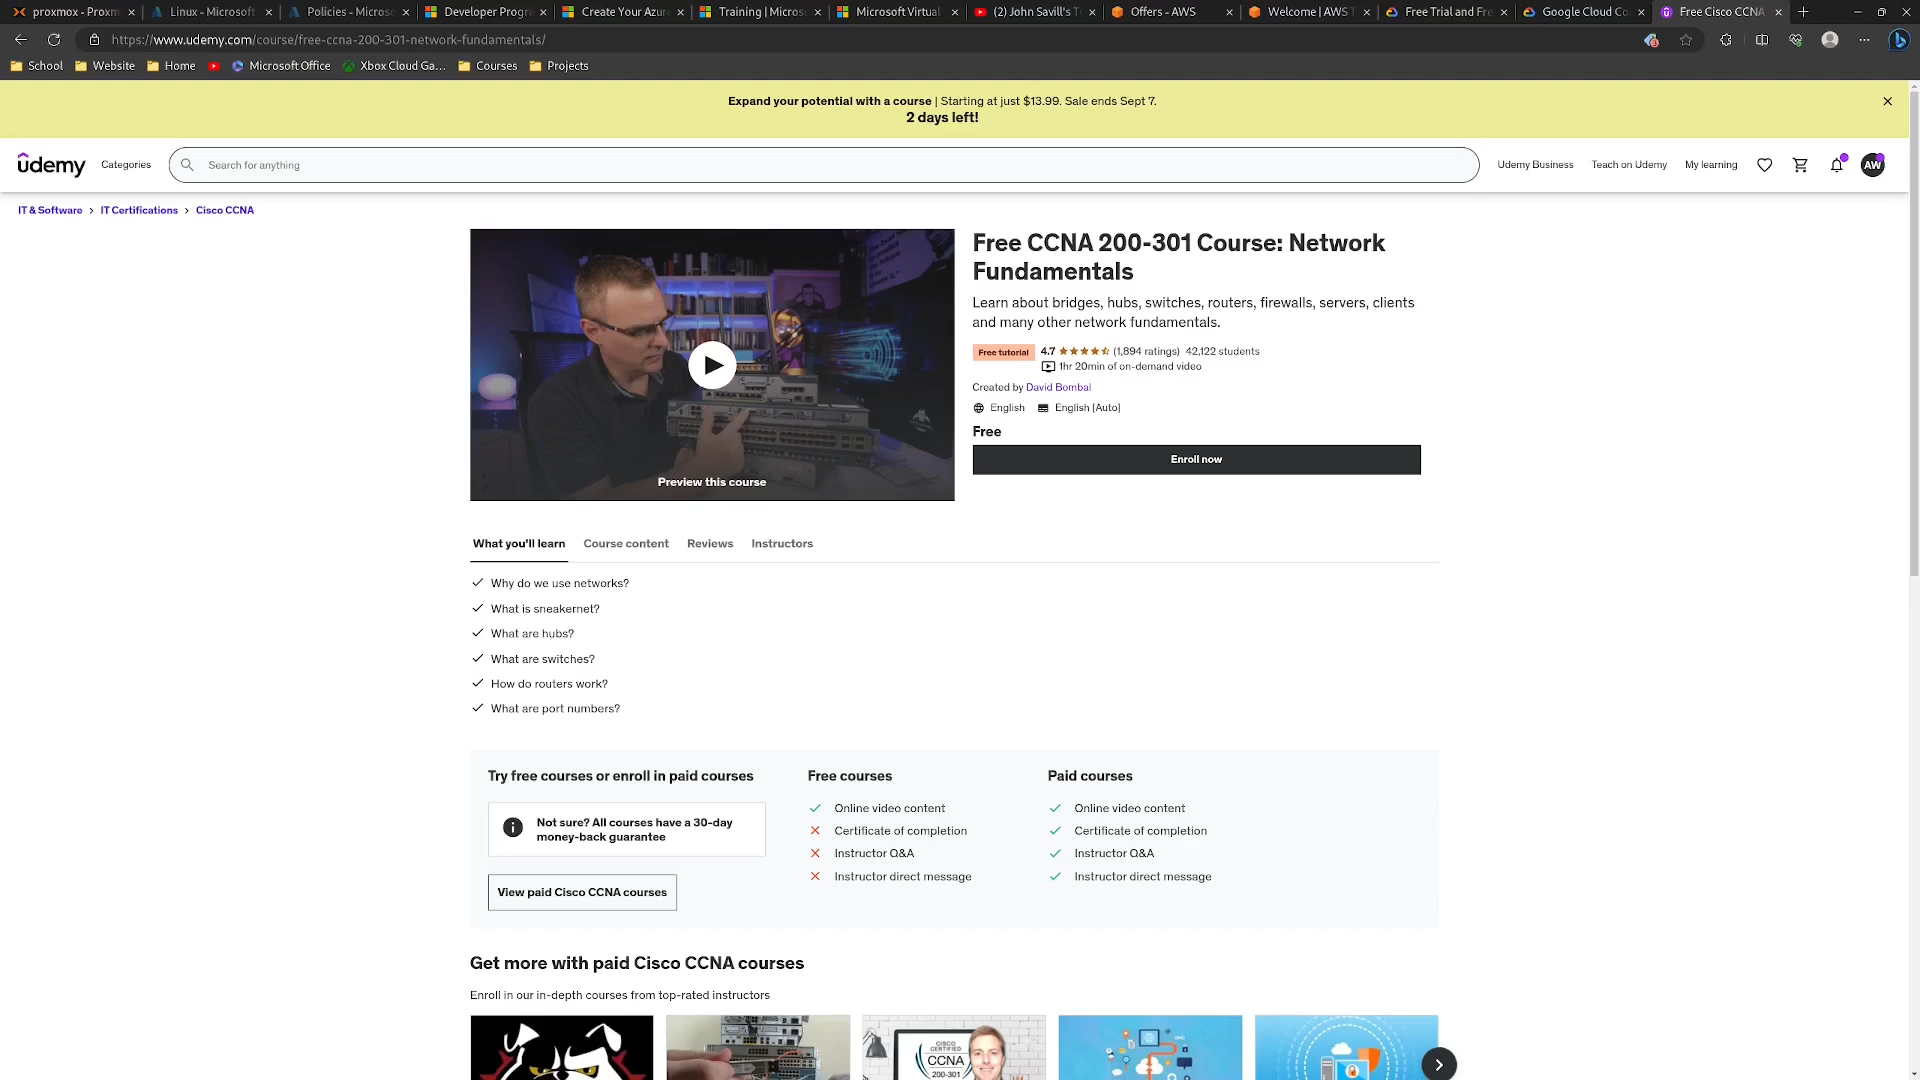 proxmox - Proxm
Linux - Microsoft
Policies - Microso
Developer Progra
Create Your Azur
Training | Micros
Microsoft Virtual
(2) John Savill's T
Offers - AWS
Welcome | AWS T
Free Trial and Fre
Google Cloud Co
Free Cisco CCNA
https://www.udemy.com/course/free-ccna-200-301-network-fundamentals/
School
Website
Home
Microsoft Office
Xbox Cloud Ga...
Courses
Projects
Expand your potential with a course | Starting at just $13.99. Sale ends Sept 7.
2 days left!
udemy
Categories
Search for anything
Udemy Business
Teach on Udemy
My learning
AW
IT & Software > IT Certifications > Cisco CCNA
Preview this course
Free CCNA 200-301 Course: Network
Fundamentals
Learn about bridges, hubs, switches, routers, firewalls, servers, clients
and many other network fundamentals.
Free tutorial 4.7 (1,894 ratings) 42,122 students
1hr 20min of on-demand video
Created by David Bombal
English English [Auto]
Free
Enroll now
What you'll learn
Course content
Reviews
Instructors
Why do we use networks?
What is sneakernet?
What are hubs?
What are switches?
How do routers work?
What are port numbers?
Try free courses or enroll in paid courses
Not sure? All courses have a 30-day
money-back guarantee
View paid Cisco CCNA courses
Free courses
Online video content
Certificate of completion
Instructor Q&A
Instructor direct message
Paid courses
Online video content
Certificate of completion
Instructor Q&A
Instructor direct message
Get more with paid Cisco CCNA courses
Enroll in our in-depth courses from top-rated instructors
CISCO
CERTIFIED
CCNA
200-301